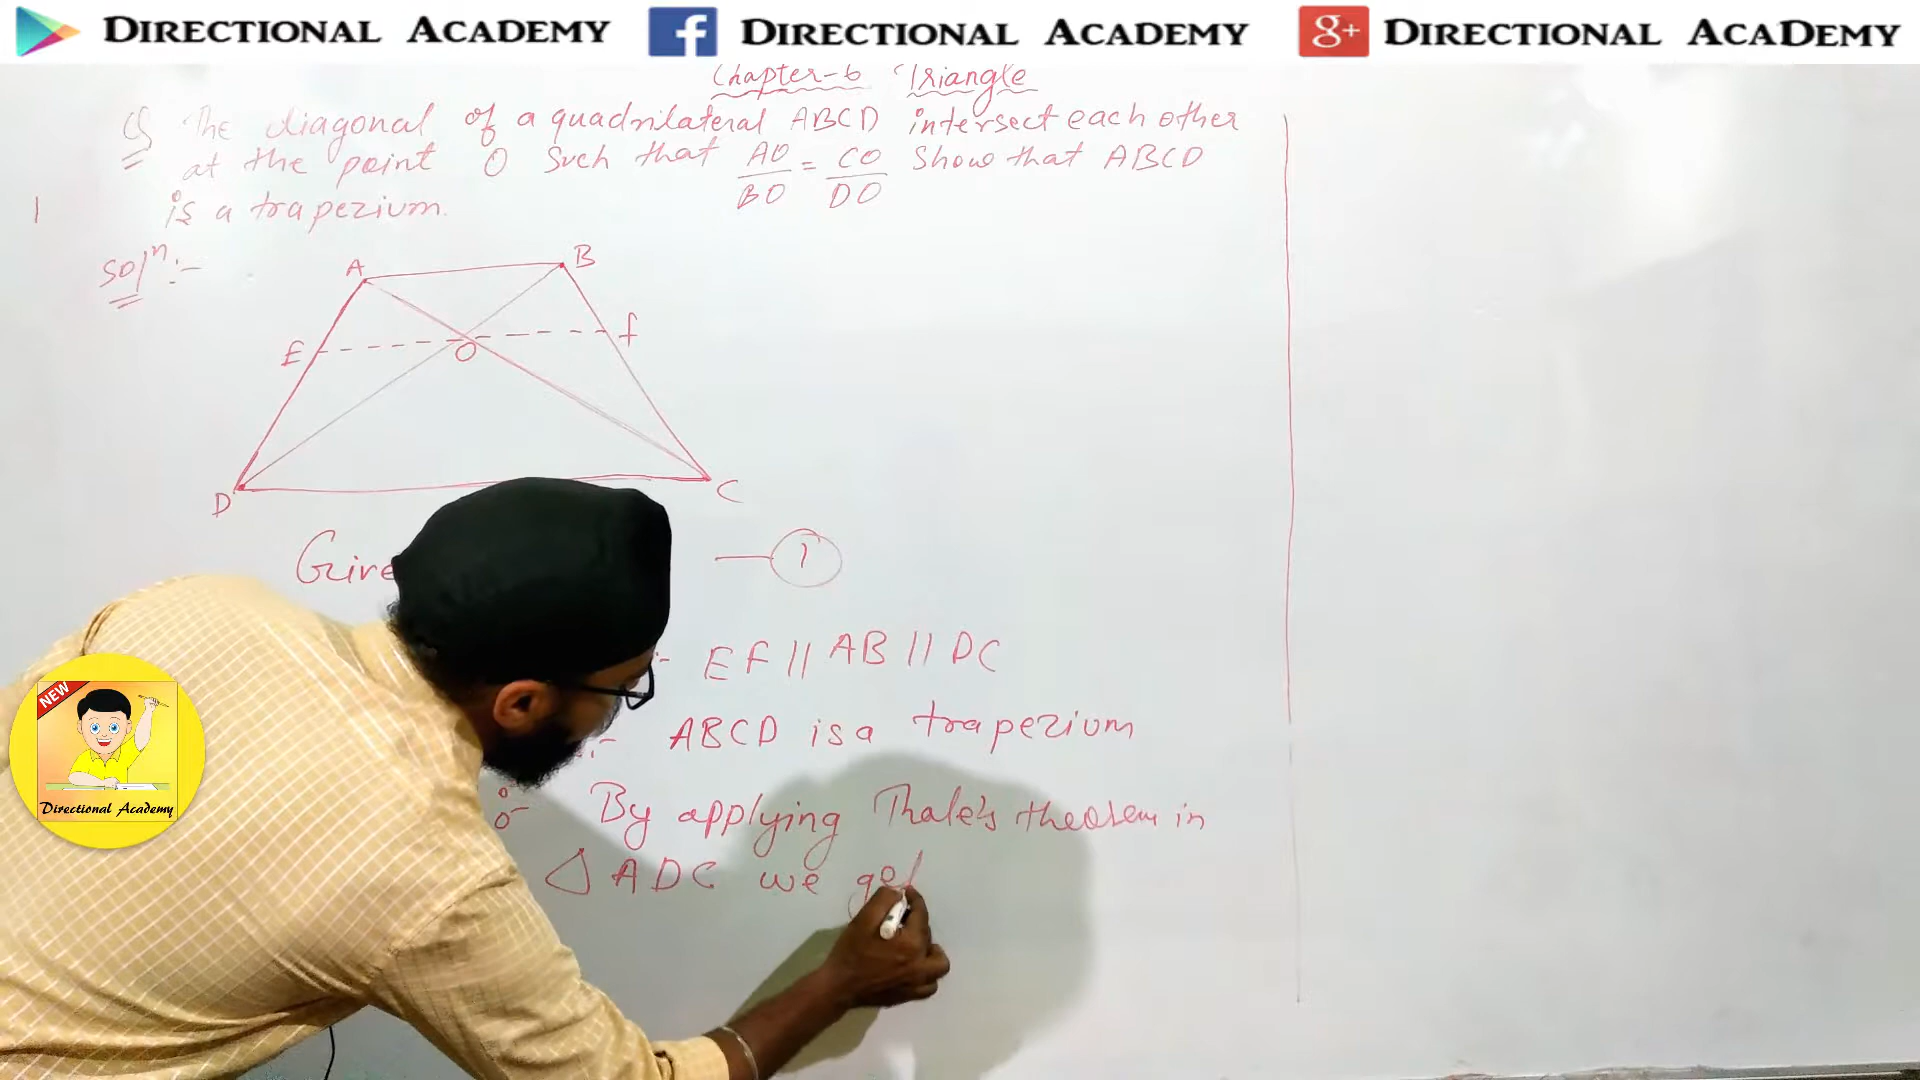 DIRECTIONAL ACADEMY f DIRECTIONAL ACADEMY g+ DIRECTIONAL ACADEMY
Chapter-6 Triangle
Q The diagonal of a quadrilateral ABCD intersect each other
at the point O such that AO/BO = CO/DO Show that ABCD
is a trapezium.
1
Solⁿ:-
A B
E O f
D C
Give 1
:- EF || AB || DC
:- ABCD is a trapezium
:- By applying Thale's theorem in
△ ADC we get
NEW
Directional Academy